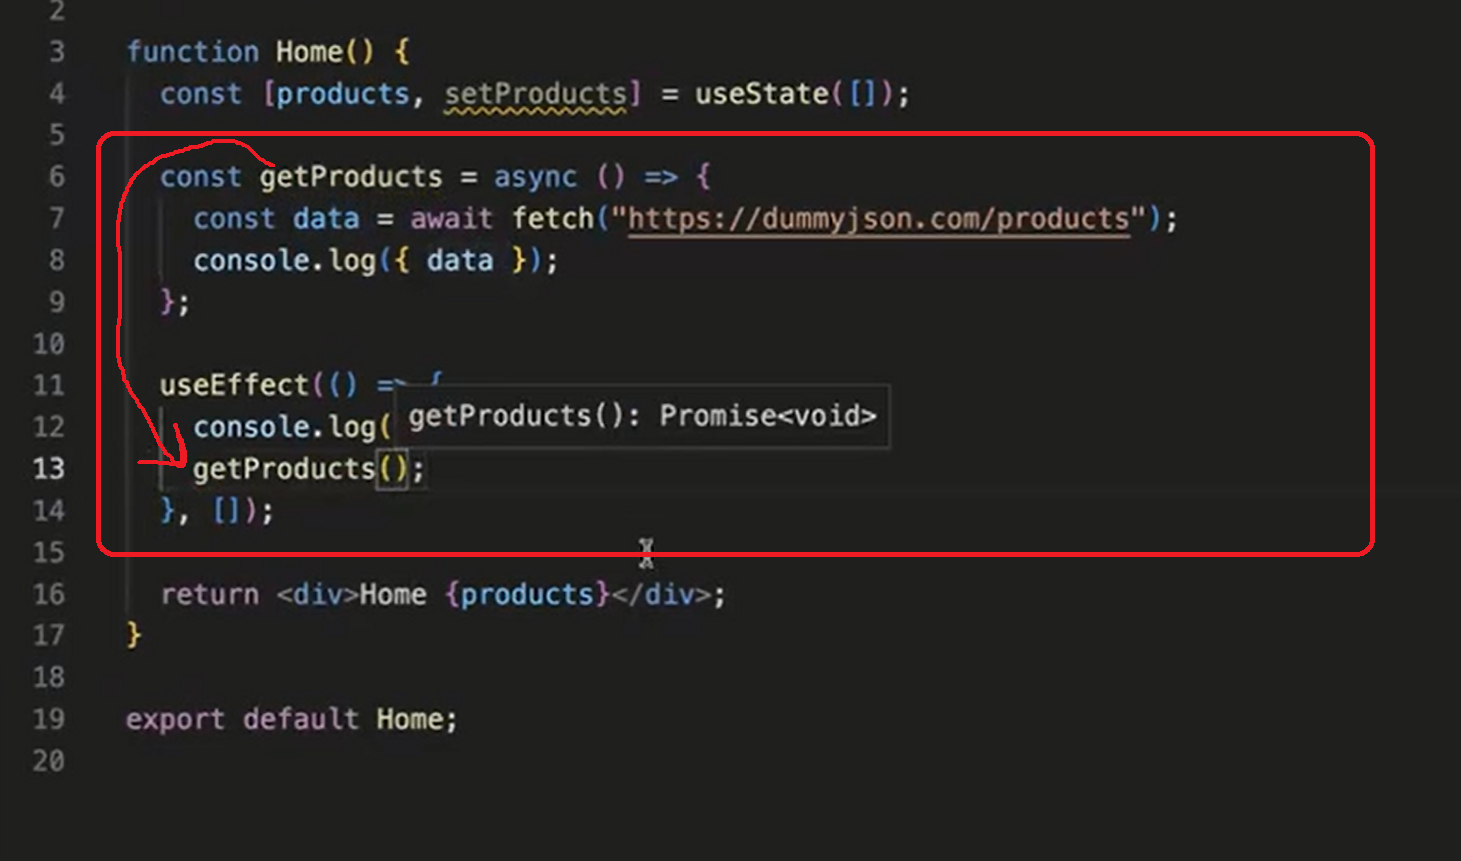 2
3 function Home() {
4 const [products, setProducts] = useState([]);
5
6 const getProducts = async () => {
7 const data = await fetch("https://dummyjson.com/products");
8 console.log({ data });
9 };
10
11 useEffect(() => {
12 console.log(
getProducts(): Promise<void>
13 getProducts();
14 }, []);
15
16 return <div>Home {products}</div>;
17 }
18
19 export default Home;
20